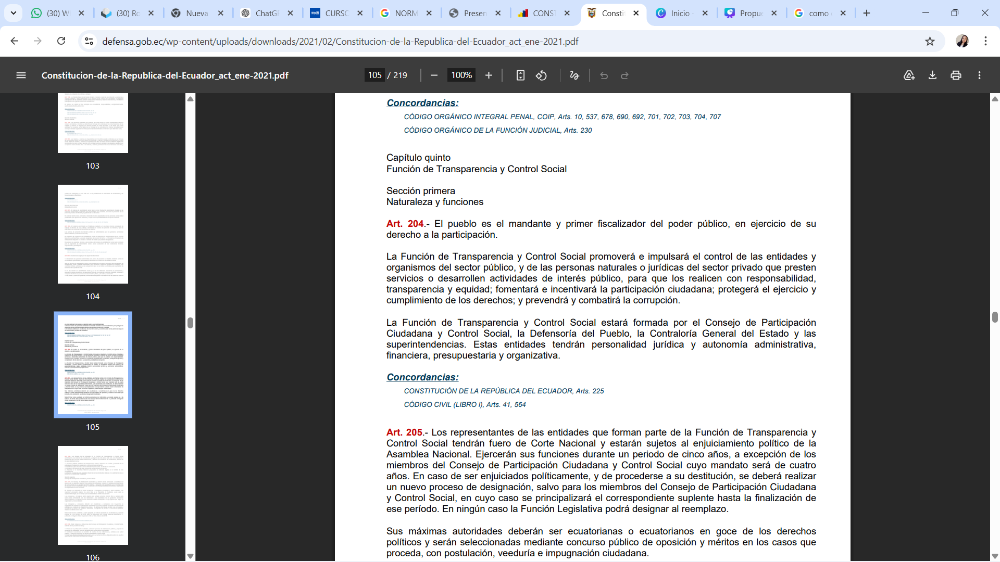 (30) W
(30) Ro
Nueva
ChatG
CURSO
NORM
Presen
CONST
Consti
Inicio -
Propue
como
defensa.gob.ec/wp-content/uploads/downloads/2021/02/Constitucion-de-la-Republica-del-Ecuador_act_ene-2021.pdf
Constitucion-de-la-Republica-del-Ecuador_act_ene-2021.pdf
105 / 219
100%
103
104
105
106
Concordancias:
CÓDIGO ORGÁNICO INTEGRAL PENAL, COIP, Arts. 10, 537, 678, 690, 692, 701, 702, 703, 704, 707
CÓDIGO ORGÁNICO DE LA FUNCIÓN JUDICIAL, Arts. 230
Capítulo quinto
Función de Transparencia y Control Social
Sección primera
Naturaleza y funciones
Art. 204.- El pueblo es el mandante y primer fiscalizador del poder público, en ejercicio de su
derecho a la participación.
La Función de Transparencia y Control Social promoverá e impulsará el control de las entidades y
organismos del sector público, y de las personas naturales o jurídicas del sector privado que presten
servicios o desarrollen actividades de interés público, para que los realicen con responsabilidad,
transparencia y equidad; fomentará e incentivará la participación ciudadana; protegerá el ejercicio y
cumplimiento de los derechos; y prevendrá y combatirá la corrupción.
La Función de Transparencia y Control Social estará formada por el Consejo de Participación
Ciudadana y Control Social, la Defensoría del Pueblo, la Contraloría General del Estado y las
superintendencias. Estas entidades tendrán personalidad jurídica y autonomía administrativa,
financiera, presupuestaria y organizativa.
Concordancias:
CONSTITUCIÓN DE LA REPÚBLICA DEL ECUADOR, Arts. 225
CÓDIGO CIVIL (LIBRO I), Arts. 41, 564
Art. 205.- Los representantes de las entidades que forman parte de la Función de Transparencia y
Control Social tendrán fuero de Corte Nacional y estarán sujetos al enjuiciamiento político de la
Asamblea Nacional. Ejercerán sus funciones durante un periodo de cinco años, a excepción de los
miembros del Consejo de Participación Ciudadana y Control Social cuyo mandato será de cuatro
años. En caso de ser enjuiciados políticamente, y de procederse a su destitución, se deberá realizar
un nuevo proceso de designación, salvo para los miembros del Consejo de Participación Ciudadana
y Control Social, en cuyo caso se principalizará el correspondiente suplente hasta la finalización de
ese período. En ningún caso la Función Legislativa podrá designar al reemplazo.
Sus máximas autoridades deberán ser ecuatorianas o ecuatorianos en goce de los derechos
políticos y serán seleccionadas mediante concurso público de oposición y méritos en los casos que
proceda, con postulación, veeduría e impugnación ciudadana.